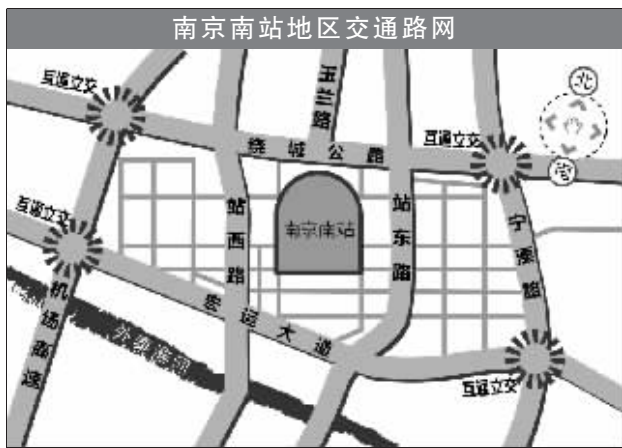 南京南站地区交通路网
互通立交
玉兰路
北
绕城公路
互通立交
南
互通立交
站西路
南京南站
站东路
宁溧路
机场高速
宏运大道
外秦淮河
互通立交